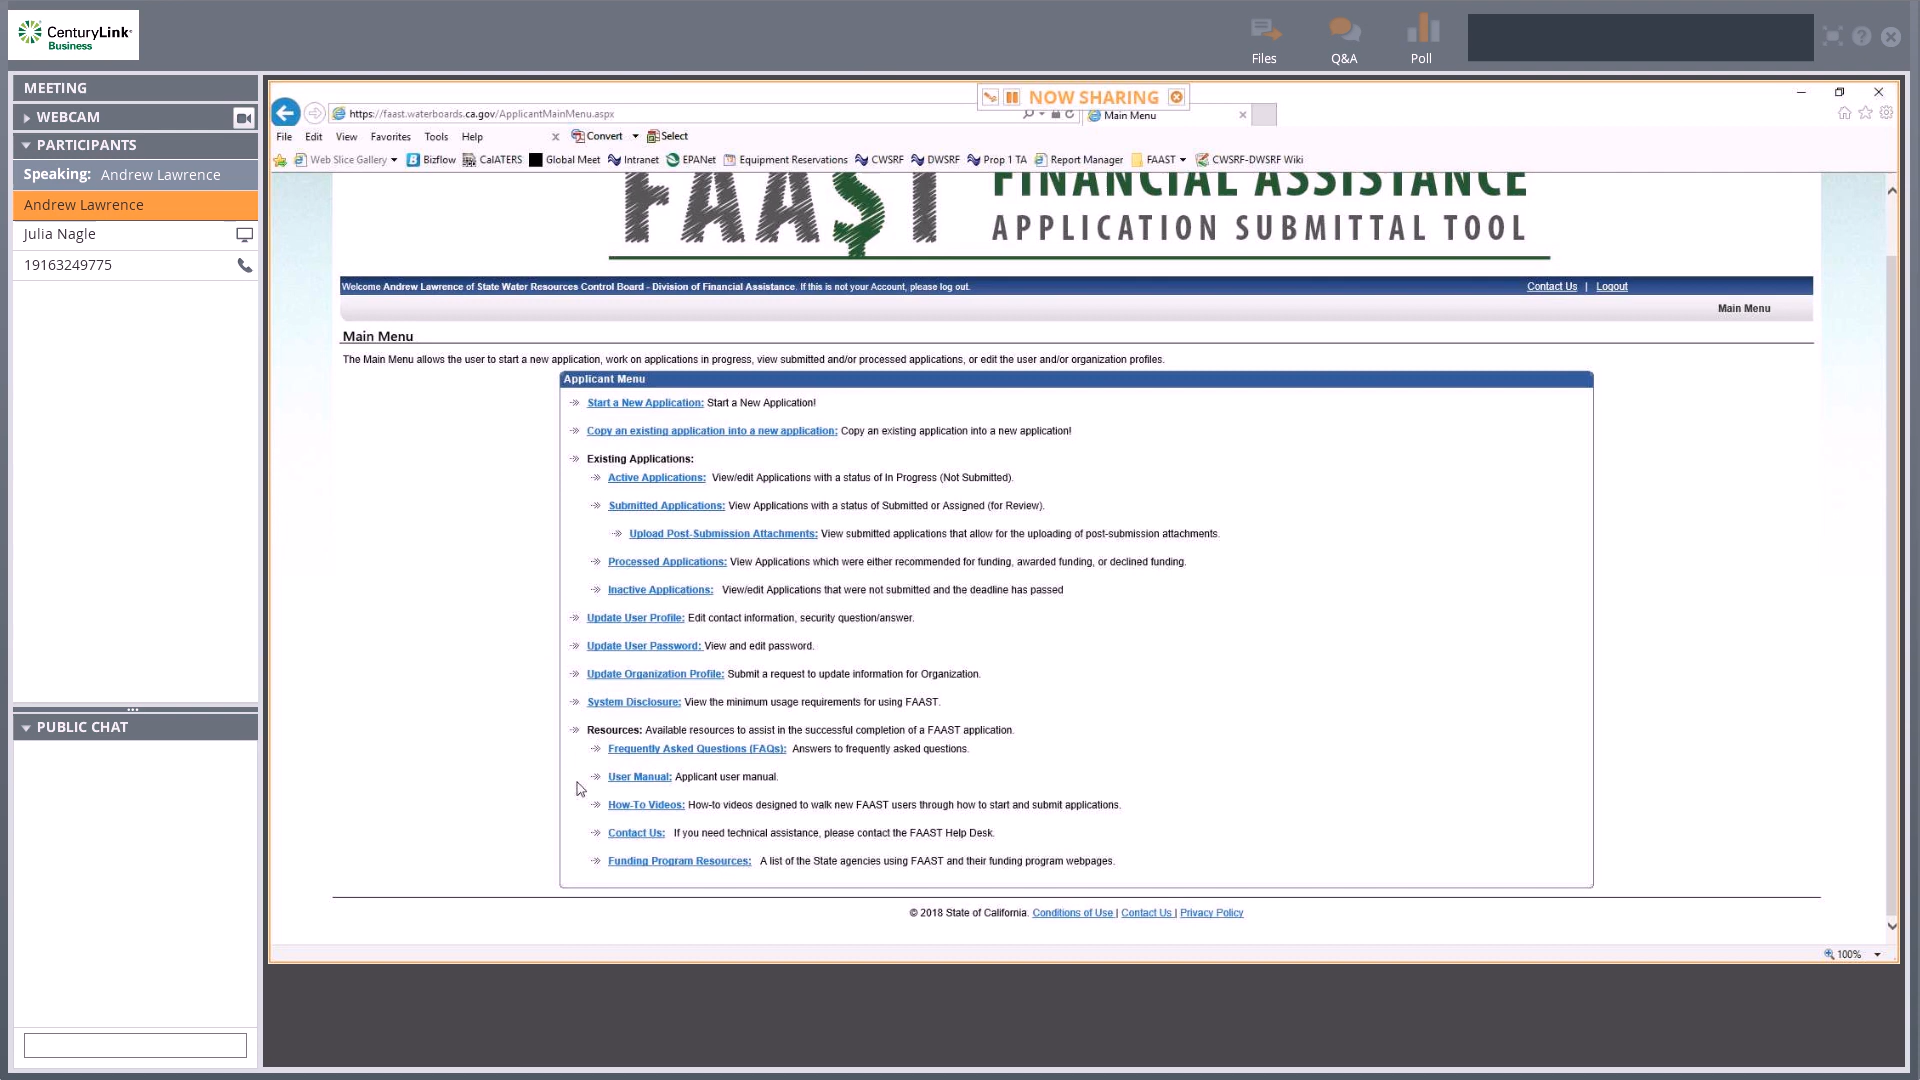 CenturyLink
Business
Files
Q&A
Poll
MEETING
WEBCAM
PARTICIPANTS
Speaking: Andrew Lawrence
Andrew Lawrence
Julia Nagle
19163249775
PUBLIC CHAT
NOW SHARING
https://faast.waterboards.ca.gov/ApplicantMainMenu.aspx
Main Menu
File Edit View Favorites Tools Help
x Convert Select
Web Slice Gallery Bizflow CalATERS Global Meet Intranet EPANet Equipment Reservations CWSRF DWSRF Prop 1 TA Report Manager FAAST CWSRF-DWSRF Wiki
FAA$T FINANCIAL ASSISTANCE
APPLICATION SUBMITTAL TOOL
Welcome Andrew Lawrence of State Water Resources Control Board - Division of Financial Assistance. If this is not your Account, please log out.
Contact Us | Logout
Main Menu
Main Menu
The Main Menu allows the user to start a new application, work on applications in progress, view submitted and/or processed applications, or edit the user and/or organization profiles.
Applicant Menu
Start a New Application: Start a New Application!
Copy an existing application into a new application: Copy an existing application into a new application!
Existing Applications:
Active Applications: View/edit Applications with a status of In Progress (Not Submitted).
Submitted Applications: View Applications with a status of Submitted or Assigned (for Review).
Upload Post-Submission Attachments: View submitted applications that allow for the uploading of post-submission attachments.
Processed Applications: View Applications which were either recommended for funding, awarded funding, or declined funding.
Inactive Applications: View/edit Applications that were not submitted and the deadline has passed
Update User Profile: Edit contact information, security question/answer.
Update User Password: View and edit password.
Update Organization Profile: Submit a request to update information for Organization.
System Disclosure: View the minimum usage requirements for using FAAST.
Resources: Available resources to assist in the successful completion of a FAAST application.
Frequently Asked Questions (FAQs): Answers to frequently asked questions.
User Manual: Applicant user manual.
How-To Videos: How-to videos designed to walk new FAAST users through how to start and submit applications.
Contact Us: If you need technical assistance, please contact the FAAST Help Desk.
Funding Program Resources: A list of the State agencies using FAAST and their funding program webpages.
© 2018 State of California. Conditions of Use | Contact Us | Privacy Policy
100%